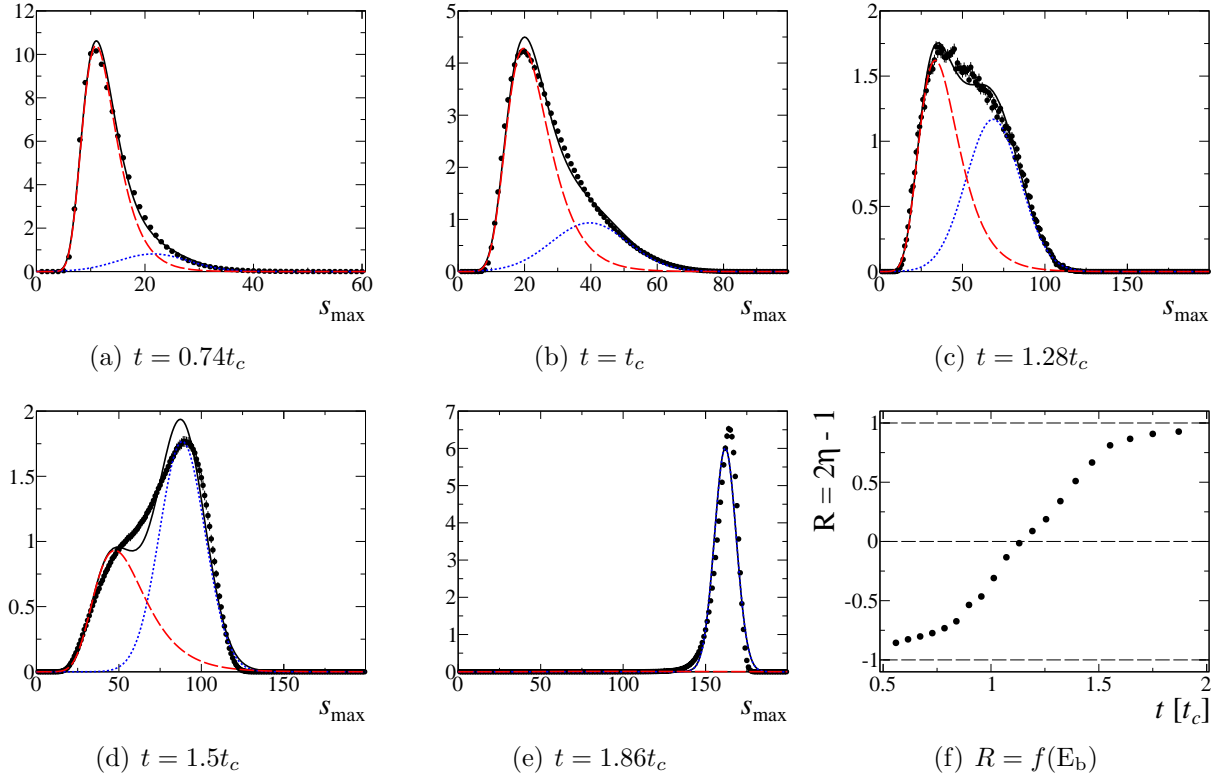 12
10
8
6
4
2
0
0 20 40 60
s_max
(a) t = 0.74t_c
5
4
3
2
1
0
0 20 40 60 80
s_max
(b) t = t_c
2
1.5
1
0.5
0
0 50 100 150
s_max
(c) t = 1.28t_c
2
1.5
1
0.5
0
0 50 100 150
s_max
(d) t = 1.5t_c
7
6
5
4
3
2
1
0
0 50 100 150
s_max
(e) t = 1.86t_c
R = 2η - 1
1
0.5
0
-0.5
-1
0.5 1 1.5 2
t [t_c]
(f) R = f(E_b)